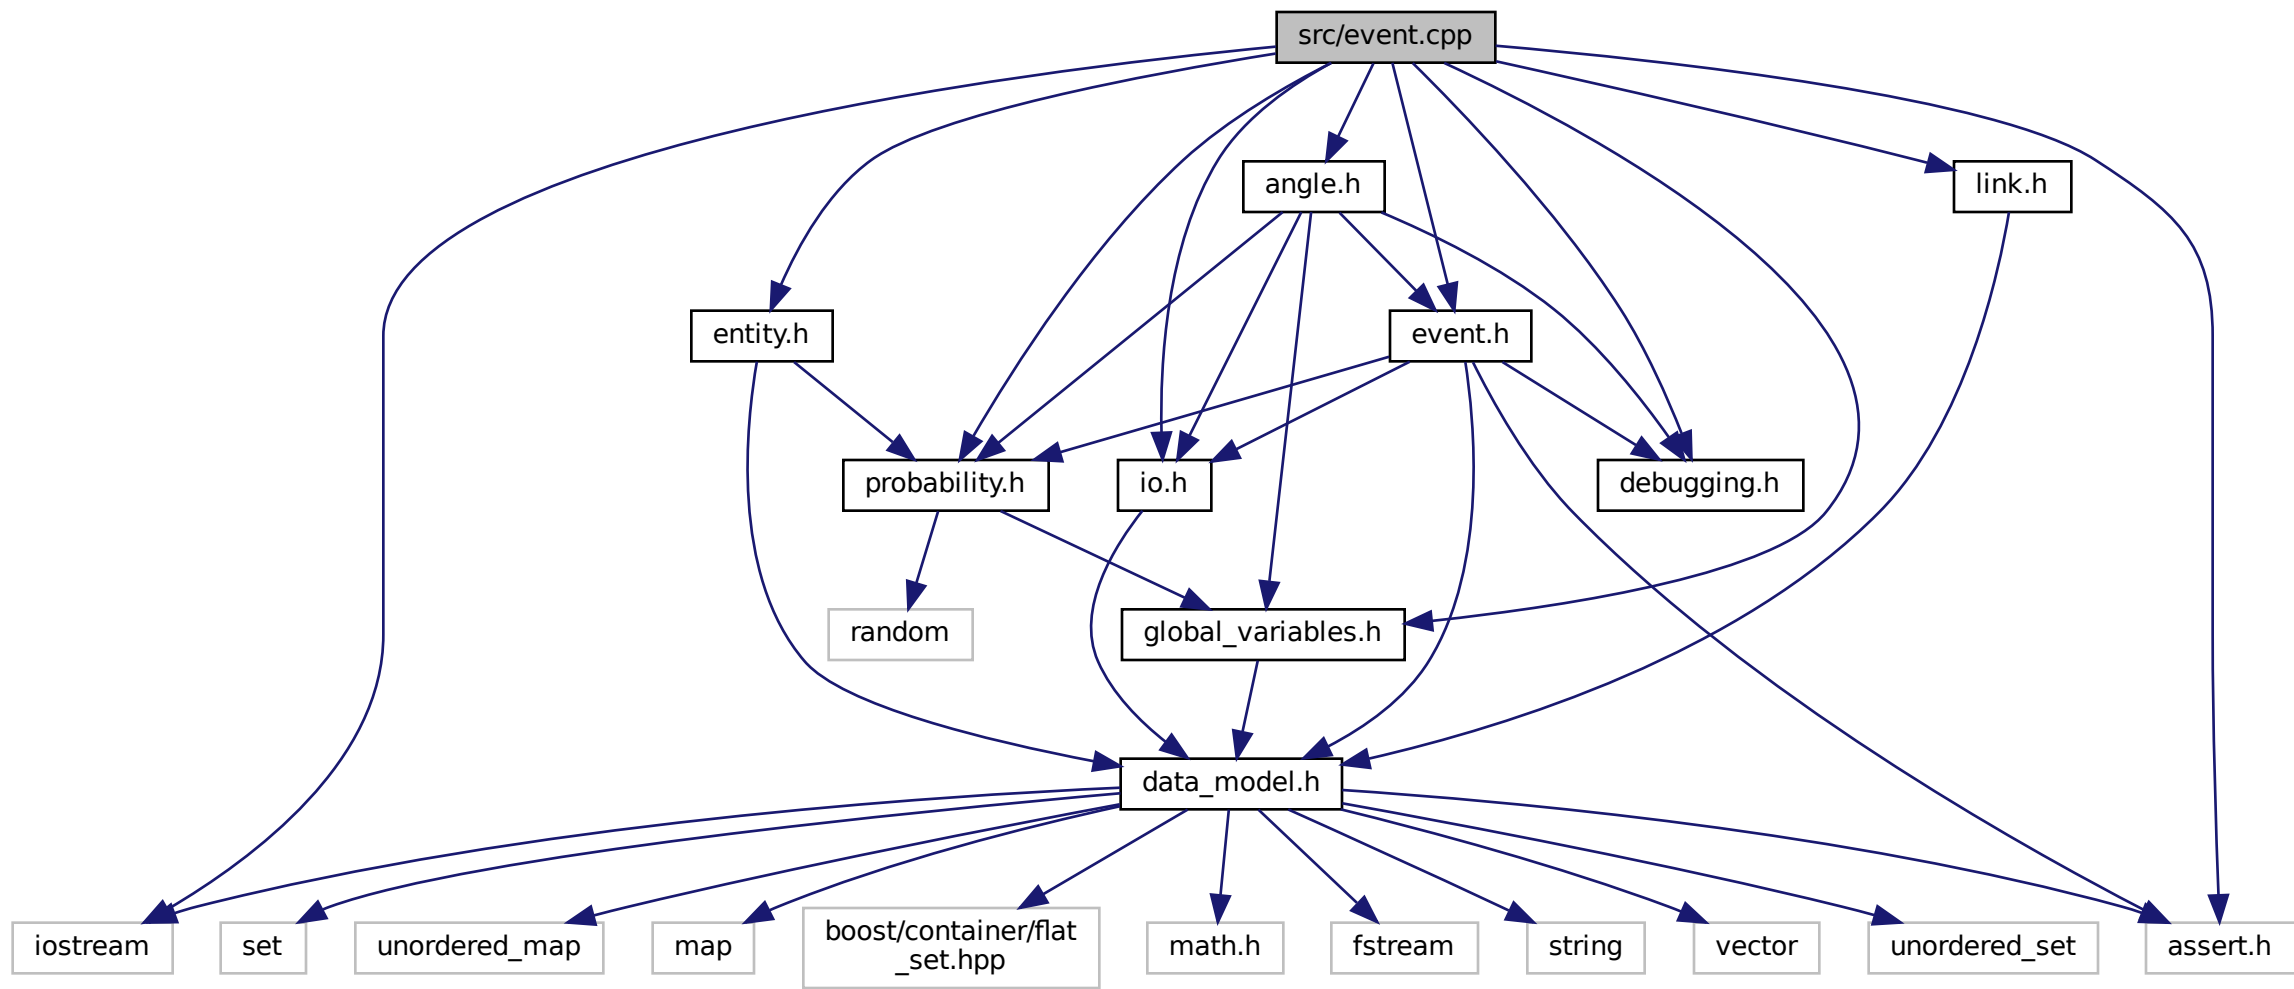 src/event.cpp
angle.h
link.h
entity.h
event.h
probability.h
io.h
debugging.h
random
global_variables.h
data_model.h
iostream
set
unordered_map
map
boost/container/flat
_set.hpp
math.h
fstream
string
vector
unordered_set
assert.h